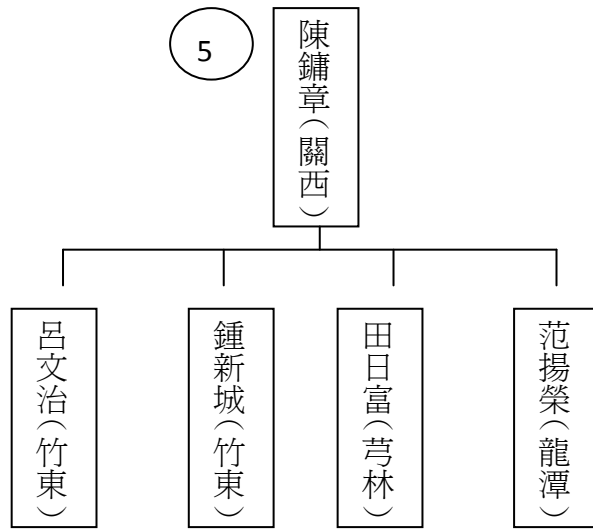 5
陳鏞章（關西）
呂文治（竹東）
鍾新城（竹東）
田日富（芎林）
范揚榮（龍潭）